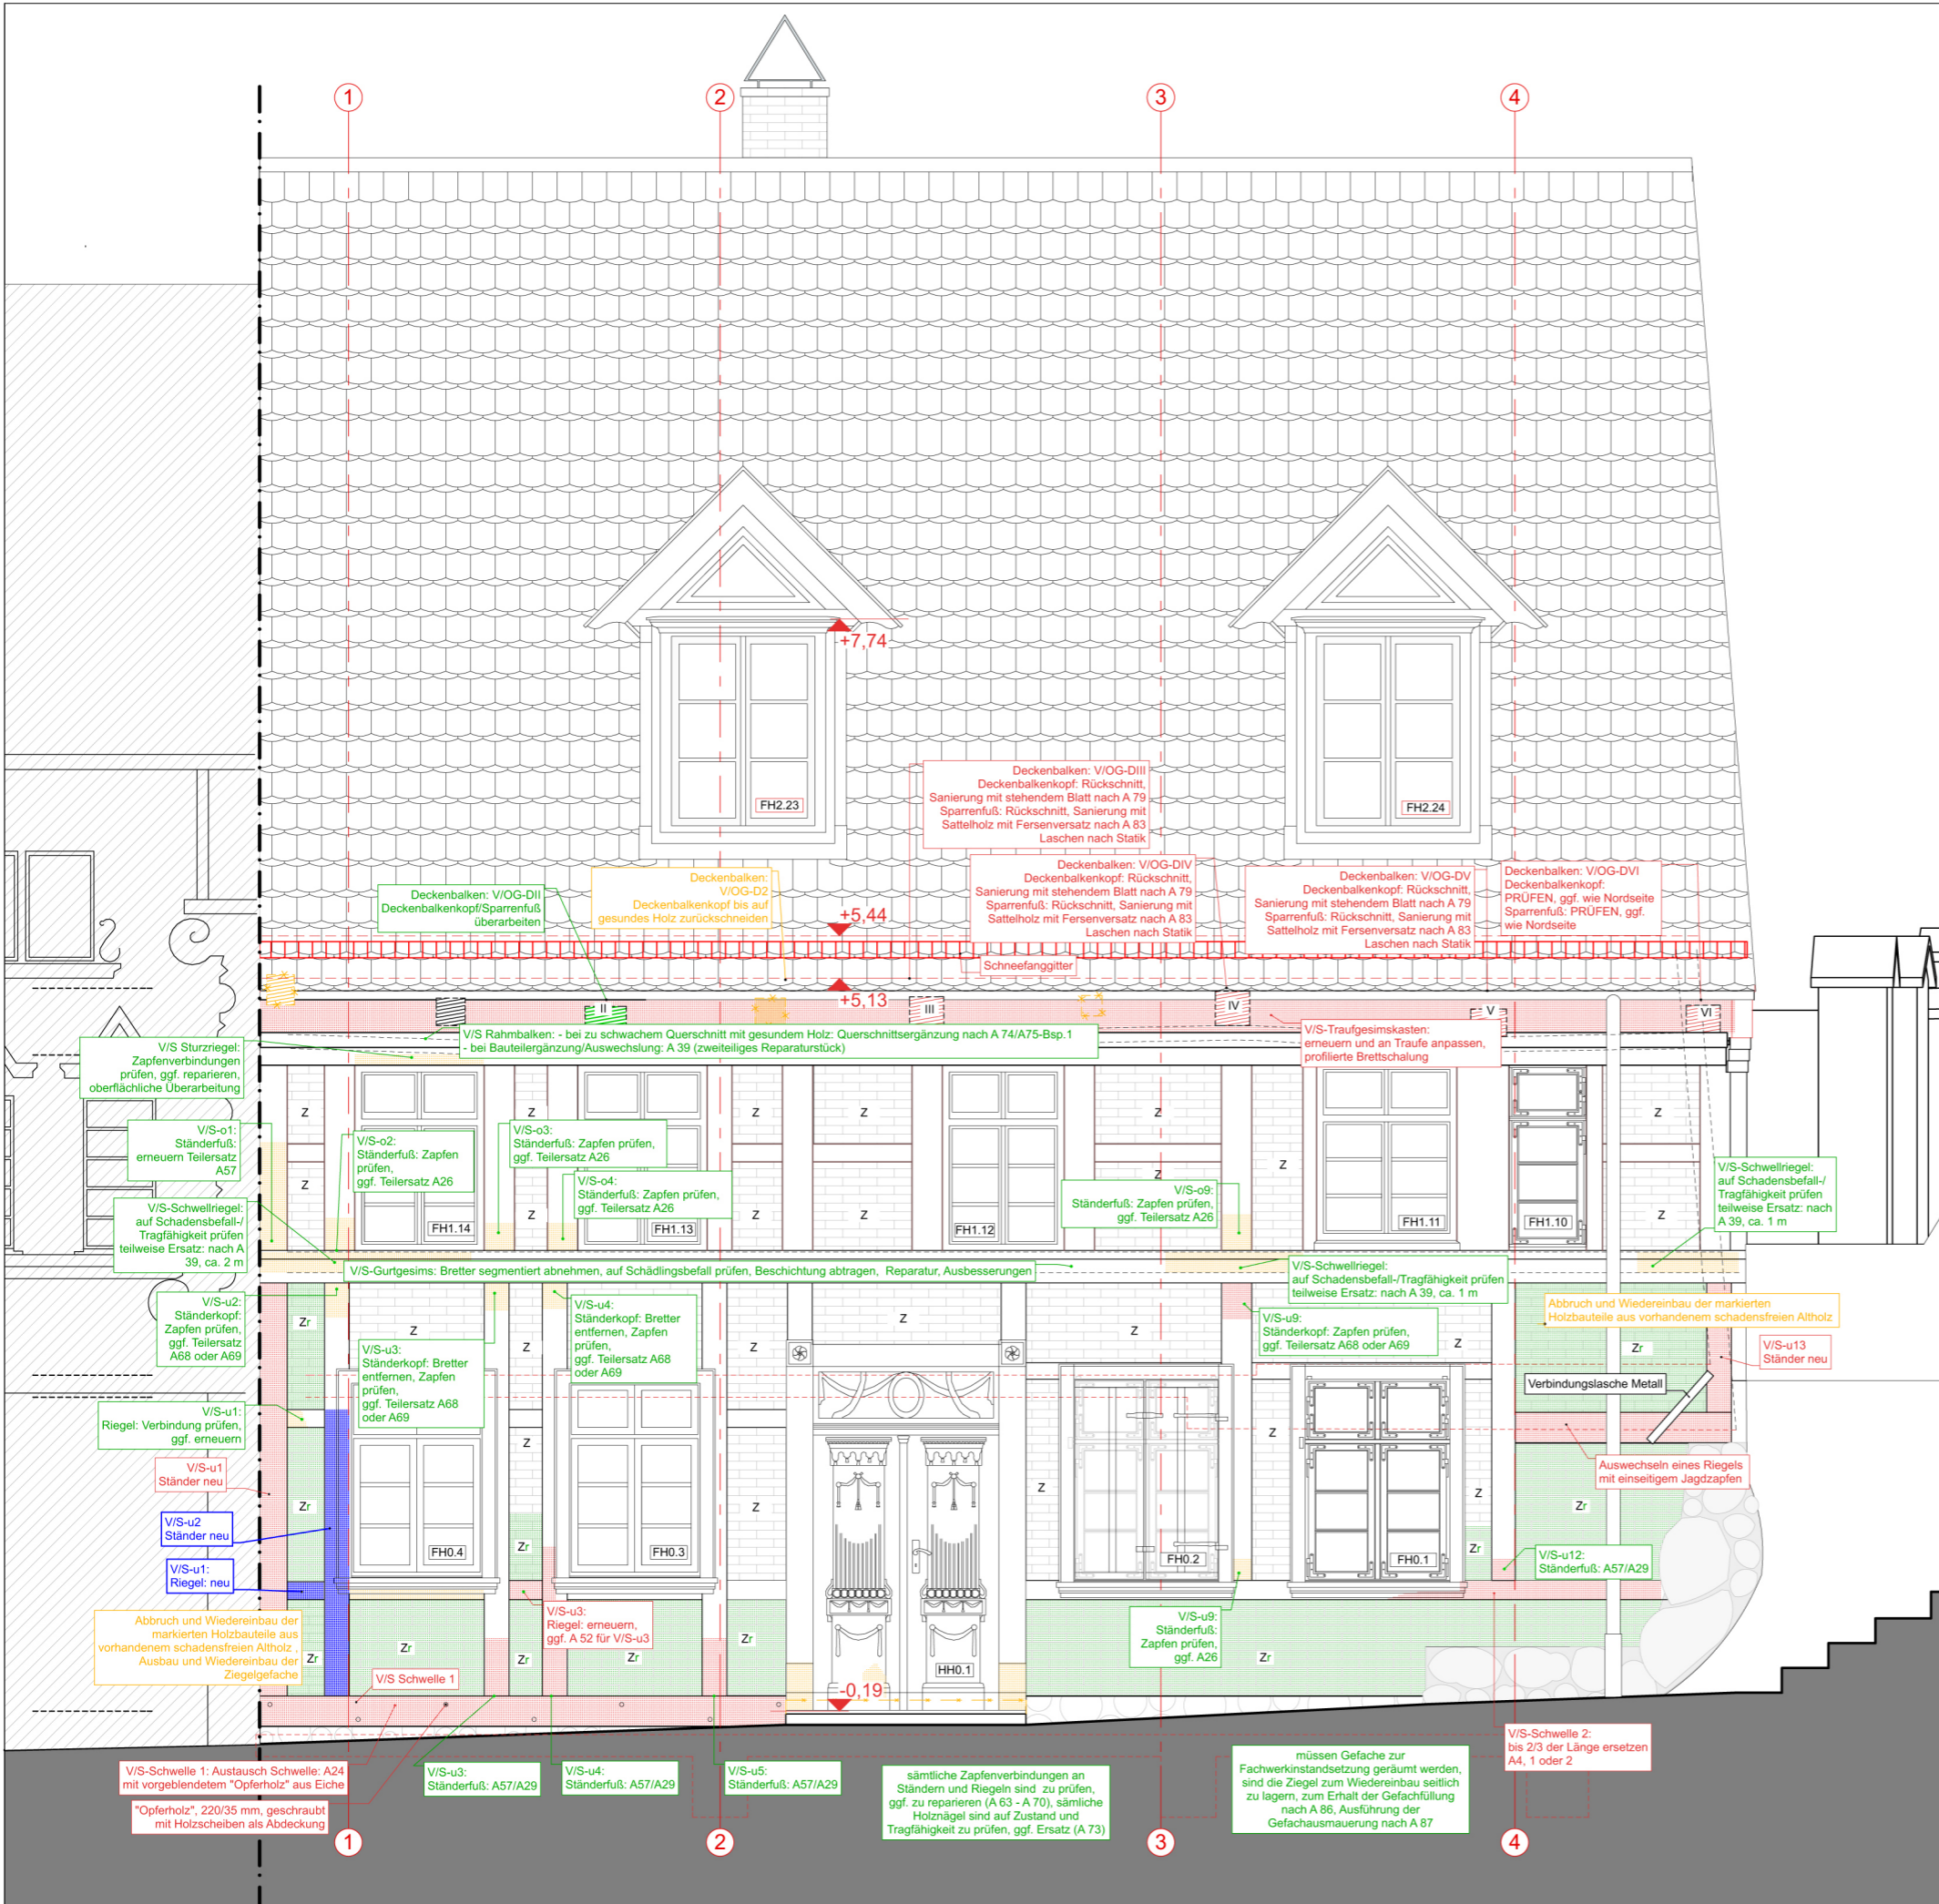 1
2
3
4
+7,74
FH2.23
FH2.24
Deckenbalken: V/OG-DIII
Deckenbalkenkopf: Rückschnitt,
Sanierung mit stehendem Blatt nach A 79
Sparrenfuß: Rückschnitt, Sanierung mit
Sattelholz mit Fersenversatz nach A 83
Laschen nach Statik
Deckenbalken: V/OG-DII
Deckenbalkenkopf/Sparrenfuß
überarbeiten
Deckenbalken:
V/OG-D2
Deckenbalkenkopf bis auf
gesundes Holz zurückschneiden
+5,44
Deckenbalken: V/OG-DIV
Deckenbalkenkopf: Rückschnitt,
Sanierung mit stehendem Blatt nach A 79
Sparrenfuß: Rückschnitt, Sanierung mit
Sattelholz mit Fersenversatz nach A 83
Laschen nach Statik
Deckenbalken: V/OG-DV
Deckenbalkenkopf: Rückschnitt,
Sanierung mit stehendem Blatt nach A 79
Sparrenfuß: Rückschnitt, Sanierung mit
Sattelholz mit Fersenversatz nach A 83
Laschen nach Statik
Deckenbalken: V/OG-DVI
Deckenbalkenkopf:
PRÜFEN, ggf. wie Nordseite
Sparrenfuß: PRÜFEN, ggf.
wie Nordseite
Schneefanggitter
+5,13
II
III
IV
V
VI
V/S Rahmbalken: - bei zu schwachem Querschnitt mit gesundem Holz: Querschnittsergänzung nach A 74/A75-Bsp.1
- bei Bauteilergänzung/Auswechslung: A 39 (zweiteiliges Reparaturstück)
V/S-Traufgesimskasten:
erneuern und an Traufe anpassen,
profilierte Brettschalung
V/S Sturzriegel:
Zapfenverbindungen
prüfen, ggf. reparieren,
oberflächliche Überarbeitung
Z
Z
Z
Z
Z
Z
V/S-o1:
Ständerfuß:
erneuern Teilersatz
A57
V/S-o2:
Ständerfuß: Zapfen
prüfen,
ggf. Teilersatz A26
V/S-o3:
Ständerfuß: Zapfen prüfen,
ggf. Teilersatz A26
V/S-o4:
Ständerfuß: Zapfen prüfen,
ggf. Teilersatz A26
V/S-o9:
Ständerfuß: Zapfen prüfen,
ggf. Teilersatz A26
V/S-Schwellriegel:
auf Schadensbefall-/
Tragfähigkeit prüfen
teilweise Ersatz: nach
A 39, ca. 1 m
Z
Z
Z
Z
Z
Z
Z
V/S-Schwellriegel:
auf Schadensbefall-/
Tragfähigkeit prüfen
teilweise Ersatz: nach A
39, ca. 2 m
FH1.14
FH1.13
FH1.12
FH1.11
FH1.10
V/S-Gurtgesims: Bretter segmentiert abnehmen, auf Schädlingsbefall prüfen, Beschichtung abtragen, Reparatur, Ausbesserungen
V/S-Schwellriegel:
auf Schadensbefall-/Tragfähigkeit prüfen
teilweise Ersatz: nach A 39, ca. 1 m
V/S-u2:
Ständerkopf:
Zapfen prüfen,
ggf. Teilersatz
A68 oder A69
V/S-u3:
Ständerkopf: Bretter
entfernen, Zapfen
prüfen,
ggf. Teilersatz A68
oder A69
V/S-u4:
Ständerkopf: Bretter
entfernen, Zapfen
prüfen,
ggf. Teilersatz A68
oder A69
V/S-u9:
Ständerkopf: Zapfen prüfen,
ggf. Teilersatz A68 oder A69
Abbruch und Wiedereinbau der markierten
Holzbauteile aus vorhandenem schadensfreien Altholz
V/S-u13
Ständer neu
Zr
Z
Z
Z
Z
Z
Z
Zr
Verbindungslasche Metall
V/S-u1:
Riegel: Verbindung prüfen,
ggf. erneuern
V/S-u1
Ständer neu
V/S-u2
Ständer neu
V/S-u1:
Riegel: neu
Z
Z
Z
Z
Z
Auswechseln eines Riegels
mit einseitigem Jagdzapfen
Zr
Zr
Zr
Zr
FH0.4
FH0.3
FH0.2
FH0.1
V/S-u12:
Ständerfuß: A57/A29
Abbruch und Wiedereinbau der
markierten Holzbauteile aus
vorhandenem schadensfreien Altholz ,
Ausbau und Wiedereinbau der
Ziegelgefache
V/S-u3:
Riegel: erneuern,
ggf. A 52 für V/S-u3
V/S-u9:
Ständerfuß:
Zapfen prüfen,
ggf. A26
Zr
Zr
Zr
Zr
Zr
Zr
HH0.1
V/S Schwelle 1
-0,19
V/S-Schwelle 2:
bis 2/3 der Länge ersetzen
A4, 1 oder 2
V/S-Schwelle 1: Austausch Schwelle: A24
mit vorgeblendetem "Opferholz" aus Eiche
"Opferholz", 220/35 mm, geschraubt
mit Holzscheiben als Abdeckung
V/S-u3:
Ständerfuß: A57/A29
V/S-u4:
Ständerfuß: A57/A29
V/S-u5:
Ständerfuß: A57/A29
sämtliche Zapfenverbindungen an
Ständern und Riegeln sind zu prüfen,
ggf. zu reparieren (A 63 - A 70), sämliche
Holznägel sind auf Zustand und
Tragfähigkeit zu prüfen, ggf. Ersatz (A 73)
müssen Gefache zur
Fachwerkinstandsetzung geräumt werden,
sind die Ziegel zum Wiedereinbau seitlich
zu lagern, zum Erhalt der Gefachfüllung
nach A 86, Ausführung der
Gefachausmauerung nach A 87
1
2
3
4